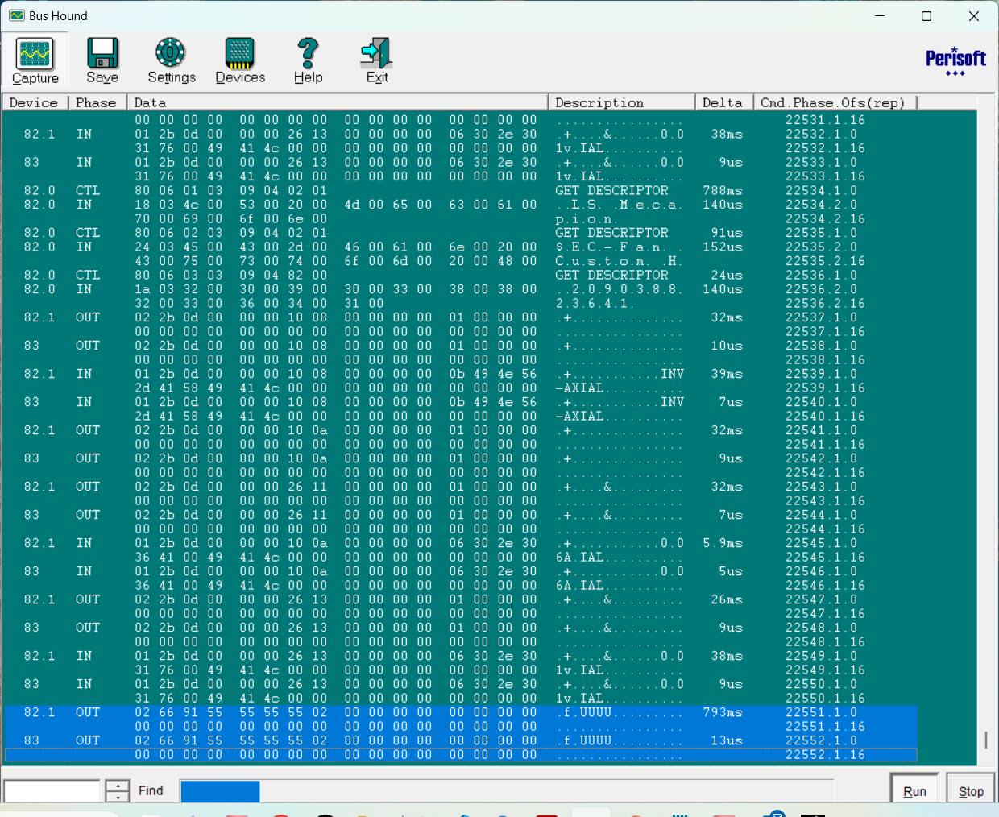 Bus Hound
Capture Save Settings Devices Help Exit
Perisoft
Device Phase Data Description Delta Cmd.Phase.Ofs(rep)
00 00 00 00 00 00 00 00 00 00 00 00 00 00 00 00 ................ 22531.1.16
82.1 IN 01 2b 0d 00 00 00 26 13 00 00 00 00 06 30 2e 30 .+....&......0.0 38ms 22532.1.0
31 76 00 49 41 4c 00 00 00 00 00 00 00 00 00 00 1v.IAL.......... 22532.1.16
83 IN 01 2b 0d 00 00 00 26 13 00 00 00 00 06 30 2e 30 .+....&......0.0 9us 22533.1.0
31 76 00 49 41 4c 00 00 00 00 00 00 00 00 00 00 1v.IAL.......... 22533.1.16
82.0 CTL 80 06 01 03 09 04 02 01 GET DESCRIPTOR 788ms 22534.1.0
82.0 IN 18 03 4c 00 53 00 20 00 4d 00 65 00 63 00 61 00 ..L.S. .M.e.c.a. 140us 22534.2.0
70 00 69 00 6f 00 6e 00 p.i.o.n. 22534.2.16
82.0 CTL 80 06 02 03 09 04 02 01 GET DESCRIPTOR 91us 22535.1.0
82.0 IN 24 03 45 00 43 00 2d 00 46 00 61 00 6e 00 20 00 $.E.C.-.F.a.n. . 152us 22535.2.0
43 00 75 00 73 00 74 00 6f 00 6d 00 20 00 48 00 C.u.s.t.o.m. .H. 22535.2.16
82.0 CTL 80 06 03 03 09 04 82 00 GET DESCRIPTOR 24us 22536.1.0
82.0 IN 1a 03 32 00 30 00 39 00 30 00 33 00 38 00 38 00 ..2.0.9.0.3.8.8. 140us 22536.2.0
32 00 33 00 36 00 34 00 31 00 2.3.6.4.1. 22536.2.16
82.1 OUT 02 2b 0d 00 00 00 10 08 00 00 00 00 01 00 00 00 .+.............. 32ms 22537.1.0
00 00 00 00 00 00 00 00 00 00 00 00 00 00 00 00 ................ 22537.1.16
83 OUT 02 2b 0d 00 00 00 10 08 00 00 00 00 01 00 00 00 .+.............. 10us 22538.1.0
00 00 00 00 00 00 00 00 00 00 00 00 00 00 00 00 ................ 22538.1.16
82.1 IN 01 2b 0d 00 00 00 10 08 00 00 00 00 0b 49 4e 56 .+...........INV 39ms 22539.1.0
2d 41 58 49 41 4c 00 00 00 00 00 00 00 00 00 00 -AXIAL.......... 22539.1.16
83 IN 01 2b 0d 00 00 00 10 08 00 00 00 00 0b 49 4e 56 .+...........INV 7us 22540.1.0
2d 41 58 49 41 4c 00 00 00 00 00 00 00 00 00 00 -AXIAL.......... 22540.1.16
82.1 OUT 02 2b 0d 00 00 00 10 0a 00 00 00 00 01 00 00 00 .+.............. 32ms 22541.1.0
00 00 00 00 00 00 00 00 00 00 00 00 00 00 00 00 ................ 22541.1.16
83 OUT 02 2b 0d 00 00 00 10 0a 00 00 00 00 01 00 00 00 .+.............. 9us 22542.1.0
00 00 00 00 00 00 00 00 00 00 00 00 00 00 00 00 ................ 22542.1.16
82.1 OUT 02 2b 0d 00 00 00 26 11 00 00 00 00 01 00 00 00 .+....&......... 32ms 22543.1.0
00 00 00 00 00 00 00 00 00 00 00 00 00 00 00 00 ................ 22543.1.16
83 OUT 02 2b 0d 00 00 00 26 11 00 00 00 00 01 00 00 00 .+....&......... 7us 22544.1.0
00 00 00 00 00 00 00 00 00 00 00 00 00 00 00 00 ................ 22544.1.16
82.1 IN 01 2b 0d 00 00 00 10 0a 00 00 00 00 06 30 2e 30 .+...........0.0 5.9ms 22545.1.0
36 41 00 49 41 4c 00 00 00 00 00 00 00 00 00 00 6A.IAL.......... 22545.1.16
83 IN 01 2b 0d 00 00 00 10 0a 00 00 00 00 06 30 2e 30 .+...........0.0 5us 22546.1.0
36 41 00 49 41 4c 00 00 00 00 00 00 00 00 00 00 6A.IAL.......... 22546.1.16
82.1 OUT 02 2b 0d 00 00 00 26 13 00 00 00 00 01 00 00 00 .+....&......... 26ms 22547.1.0
00 00 00 00 00 00 00 00 00 00 00 00 00 00 00 00 ................ 22547.1.16
83 OUT 02 2b 0d 00 00 00 26 13 00 00 00 00 01 00 00 00 .+....&......... 9us 22548.1.0
00 00 00 00 00 00 00 00 00 00 00 00 00 00 00 00 ................ 22548.1.16
82.1 IN 01 2b 0d 00 00 00 26 13 00 00 00 00 06 30 2e 30 .+....&......0.0 38ms 22549.1.0
31 76 00 49 41 4c 00 00 00 00 00 00 00 00 00 00 1v.IAL.......... 22549.1.16
83 IN 01 2b 0d 00 00 00 26 13 00 00 00 00 06 30 2e 30 .+....&......0.0 9us 22550.1.0
31 76 00 49 41 4c 00 00 00 00 00 00 00 00 00 00 1v.IAL.......... 22550.1.16
82.1 OUT 02 66 91 55 55 55 55 02 00 00 00 00 00 00 00 00 .f.UUUU......... 793ms 22551.1.0
00 00 00 00 00 00 00 00 00 00 00 00 00 00 00 00 ................ 22551.1.16
83 OUT 02 66 91 55 55 55 55 02 00 00 00 00 00 00 00 00 .f.UUUU......... 13us 22552.1.0
00 00 00 00 00 00 00 00 00 00 00 00 00 00 00 00 ................ 22552.1.16
Find Run Stop